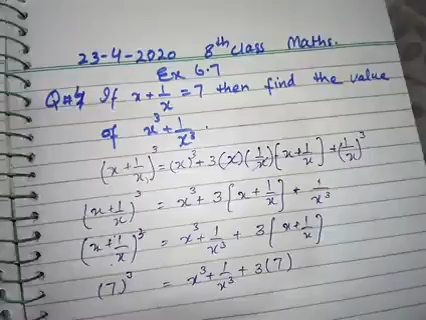 23-4-2020 8th Class Maths.
Ex 6.7
Q#4 If x + 1/x = 7 then find the value
of x³ + 1/x³.
(x + 1/x)³ = (x)³ + 3(x)(1/x)[x + 1/x] + (1/x)³
(x + 1/x)³ = x³ + 3[x + 1/x] + 1/x³
(x + 1/x)³ = x³ + 1/x³ + 3[x + 1/x]
(7)³ = x³ + 1/x³ + 3(7)